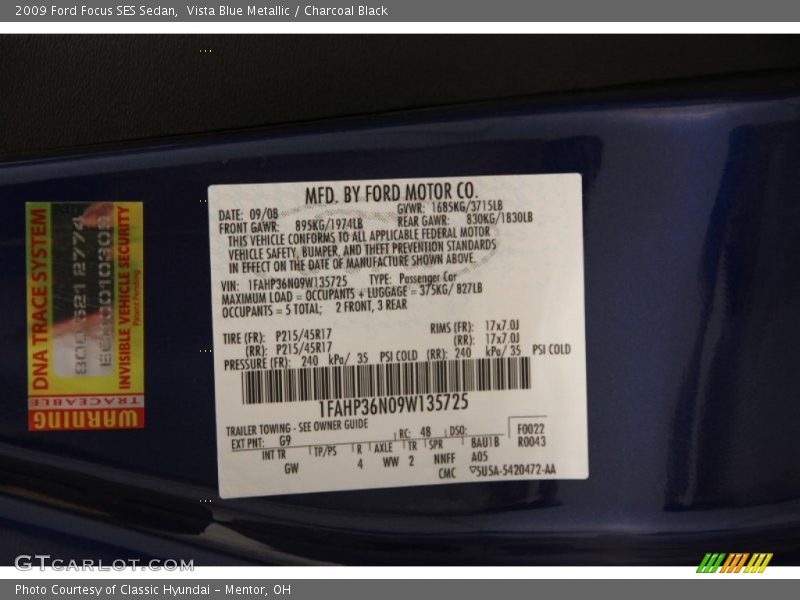 2009 Ford Focus SES Sedan,  Vista Blue Metallic / Charcoal Black
DNA TRACE SYSTEM
800 621 2774
INVISIBLE VEHICLE SECURITY
Patent Pending
TRACEABLE
WARNING
MFD. BY FORD MOTOR CO.
DATE: 09/08 GVWR: 1685KG/3715LB
FRONT GAWR: 895KG/1974LB REAR GAWR: 830KG/1830LB
THIS VEHICLE CONFORMS TO ALL APPLICABLE FEDERAL MOTOR
VEHICLE SAFETY, BUMPER, AND THEFT PREVENTION STANDARDS
IN EFFECT ON THE DATE OF MANUFACTURE SHOWN ABOVE.
VIN: 1FAHP36N09W135725 TYPE: Passenger Car
MAXIMUM LOAD = OCCUPANTS + LUGGAGE = 375KG/ 827LB
OCCUPANTS = 5 TOTAL; 2 FRONT, 3 REAR
TIRE (FR): P215/45R17 RIMS (FR): 17x7.0J
(RR): P215/45R17 (RR): 17x7.0J
PRESSURE (FR): 240 kPa/ 35 PSI COLD (RR): 240 kPa/ 35 PSI COLD
1FAHP36N09W135725
TRAILER TOWING - SEE OWNER GUIDE
EXT PNT: G9 RC: 48 DSO: F0022
R0043
INT TR TP/PS R AXLE TR SPR 8AU1B
GW 4 WW 2 NNFF A05
CMC 5U5A-5420472-AA
GTCARLOT.COM
Photo Courtesy of Classic Hyundai - Mentor, OH